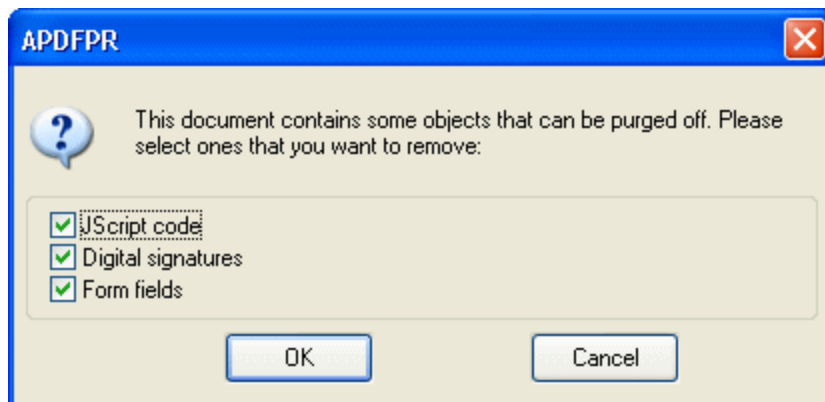 APDFPR
This document contains some objects that can be purged off. Please
select ones that you want to remove:
JScript code
Digital signatures
Form fields
OK
Cancel